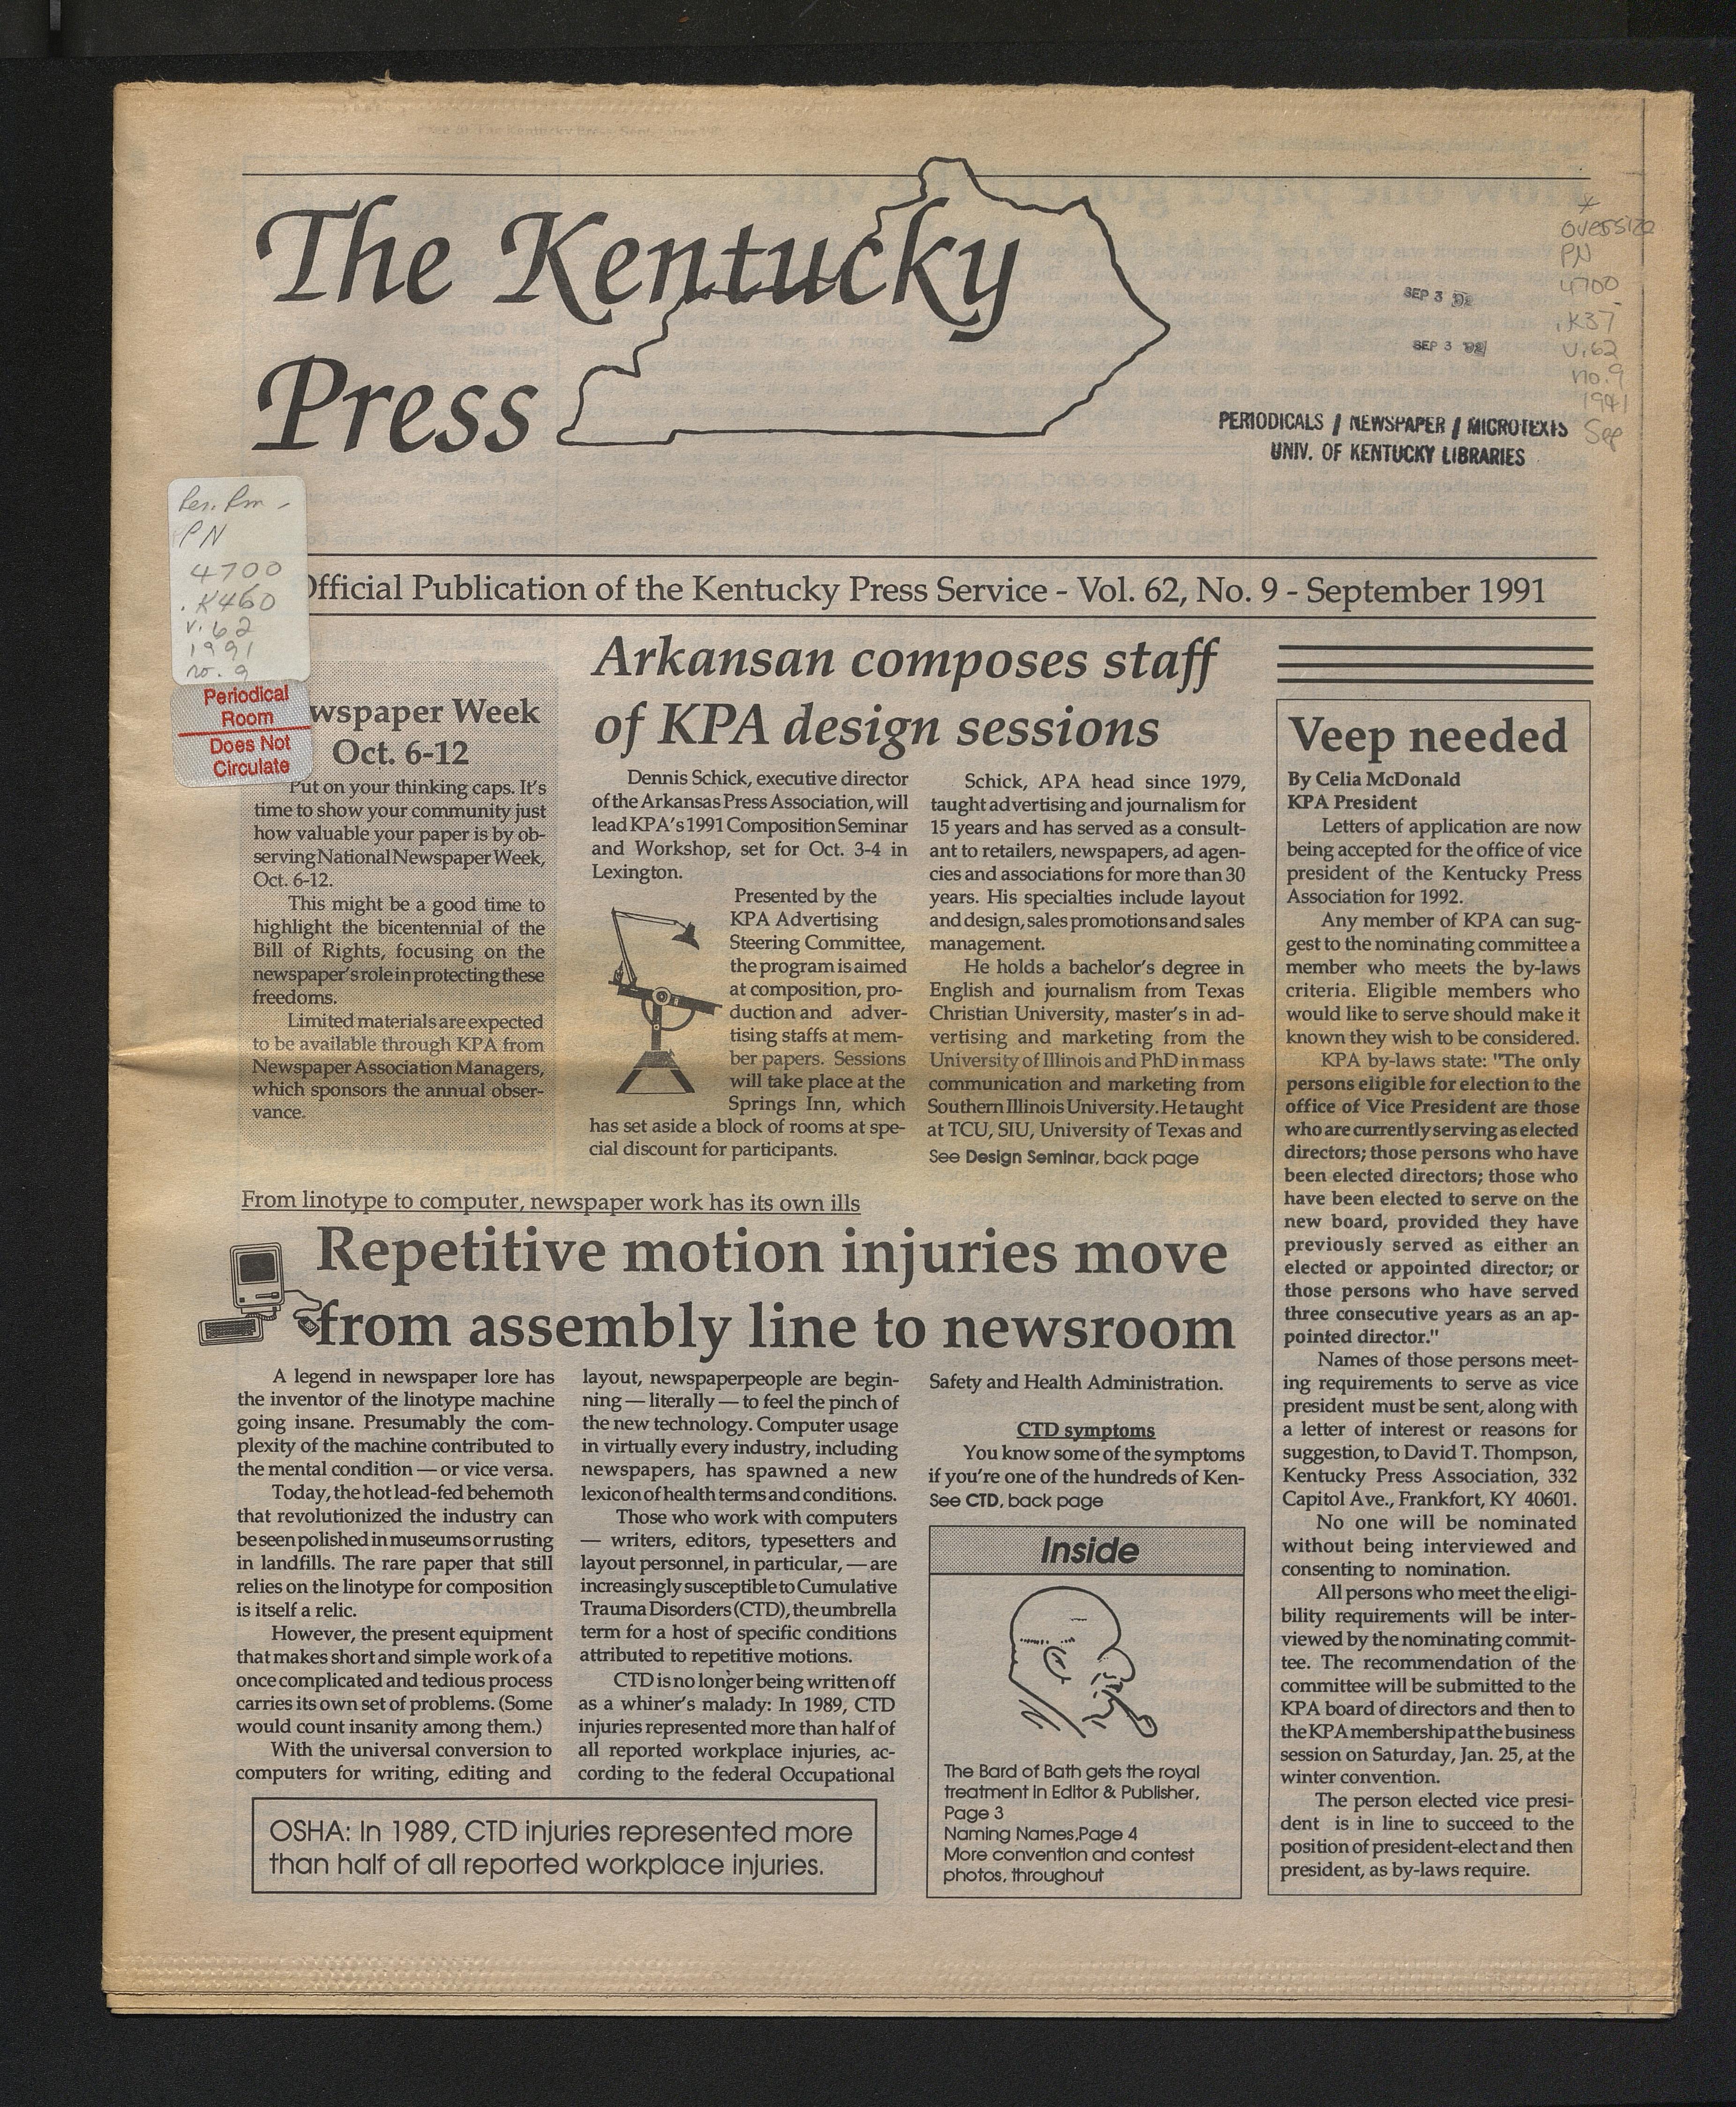 The Kentucky
Press
* oversize
PN
4700
.K37
v.62
no.9
1991
Sep
SEP 3
SEP 3
PERIODICALS / NEWSPAPER / MICROTEXTS
UNIV. OF KENTUCKY LIBRARIES
Per. Rm -
PN
4700
.K460
v.62
1991
no. 9
Periodical
Room
Does Not
Circulate
Official Publication of the Kentucky Press Service - Vol. 62, No. 9 - September 1991
wspaper Week
Oct. 6-12
Put on your thinking caps. It's
time to show your community just
how valuable your paper is by ob-
serving National Newspaper Week,
Oct. 6-12.
This might be a good time to
highlight the bicentennial of the
Bill of Rights, focusing on the
newspaper's role in protecting these
freedoms.
Limited materials are expected
to be available through KPA from
Newspaper Association Managers,
which sponsors the annual obser-
vance.
Arkansan composes staff
of KPA design sessions
Dennis Schick, executive director
of the Arkansas Press Association, will
lead KPA's 1991 Composition Seminar
and Workshop, set for Oct. 3-4 in
Lexington.
Presented by the
KPA Advertising
Steering Committee,
the program is aimed
at composition, pro-
duction and adver-
tising staffs at mem-
ber papers. Sessions
will take place at the
Springs Inn, which
has set aside a block of rooms at spe-
cial discount for participants.
Schick, APA head since 1979,
taught advertising and journalism for
15 years and has served as a consult-
ant to retailers, newspapers, ad agen-
cies and associations for more than 30
years. His specialties include layout
and design, sales promotions and sales
management.
He holds a bachelor's degree in
English and journalism from Texas
Christian University, master's in ad-
vertising and marketing from the
University of Illinois and PhD in mass
communication and marketing from
Southern Illinois University. He taught
at TCU, SIU, University of Texas and
See Design Seminar, back page
Veep needed
By Celia McDonald
KPA President
Letters of application are now
being accepted for the office of vice
president of the Kentucky Press
Association for 1992.
Any member of KPA can sug-
gest to the nominating committee a
member who meets the by-laws
criteria. Eligible members who
would like to serve should make it
known they wish to be considered.
KPA by-laws state: "The only
persons eligible for election to the
office of Vice President are those
who are currently serving as elected
directors; those persons who have
been elected directors; those who
have been elected to serve on the
new board, provided they have
previously served as either an
elected or appointed director; or
those persons who have served
three consecutive years as an ap-
pointed director."
Names of those persons meet-
ing requirements to serve as vice
president must be sent, along with
a letter of interest or reasons for
suggestion, to David T. Thompson,
Kentucky Press Association, 332
Capitol Ave., Frankfort, KY 40601.
No one will be nominated
without being interviewed and
consenting to nomination.
All persons who meet the eligi-
bility requirements will be inter-
viewed by the nominating commit-
tee. The recommendation of the
committee will be submitted to the
KPA board of directors and then to
the KPA membership at the business
session on Saturday, Jan. 25, at the
winter convention.
The person elected vice presi-
dent is in line to succeed to the
position of president-elect and then
president, as by-laws require.
From linotype to computer, newspaper work has its own ills
Repetitive motion injuries move
from assembly line to newsroom
A legend in newspaper lore has
the inventor of the linotype machine
going insane. Presumably the com-
plexity of the machine contributed to
the mental condition — or vice versa.
Today, the hot lead-fed behemoth
that revolutionized the industry can
be seen polished in museums or rusting
in landfills. The rare paper that still
relies on the linotype for composition
is itself a relic.
However, the present equipment
that makes short and simple work of a
once complicated and tedious process
carries its own set of problems. (Some
would count insanity among them.)
With the universal conversion to
computers for writing, editing and
layout, newspaperpeople are begin-
ning — literally — to feel the pinch of
the new technology. Computer usage
in virtually every industry, including
newspapers, has spawned a new
lexicon of health terms and conditions.
Those who work with computers
— writers, editors, typesetters and
layout personnel, in particular, — are
increasingly susceptible to Cumulative
Trauma Disorders (CTD), the umbrella
term for a host of specific conditions
attributed to repetitive motions.
CTD is no longer being written off
as a whiner's malady: In 1989, CTD
injuries represented more than half of
all reported workplace injuries, ac-
cording to the federal Occupational
Safety and Health Administration.
CTD symptoms
You know some of the symptoms
if you're one of the hundreds of Ken-
See CTD, back page
OSHA: In 1989, CTD injuries represented more
than half of all reported workplace injuries.
Inside
The Bard of Bath gets the royal
treatment in Editor & Publisher,
Page 3
Naming Names,Page 4
More convention and contest
photos, throughout